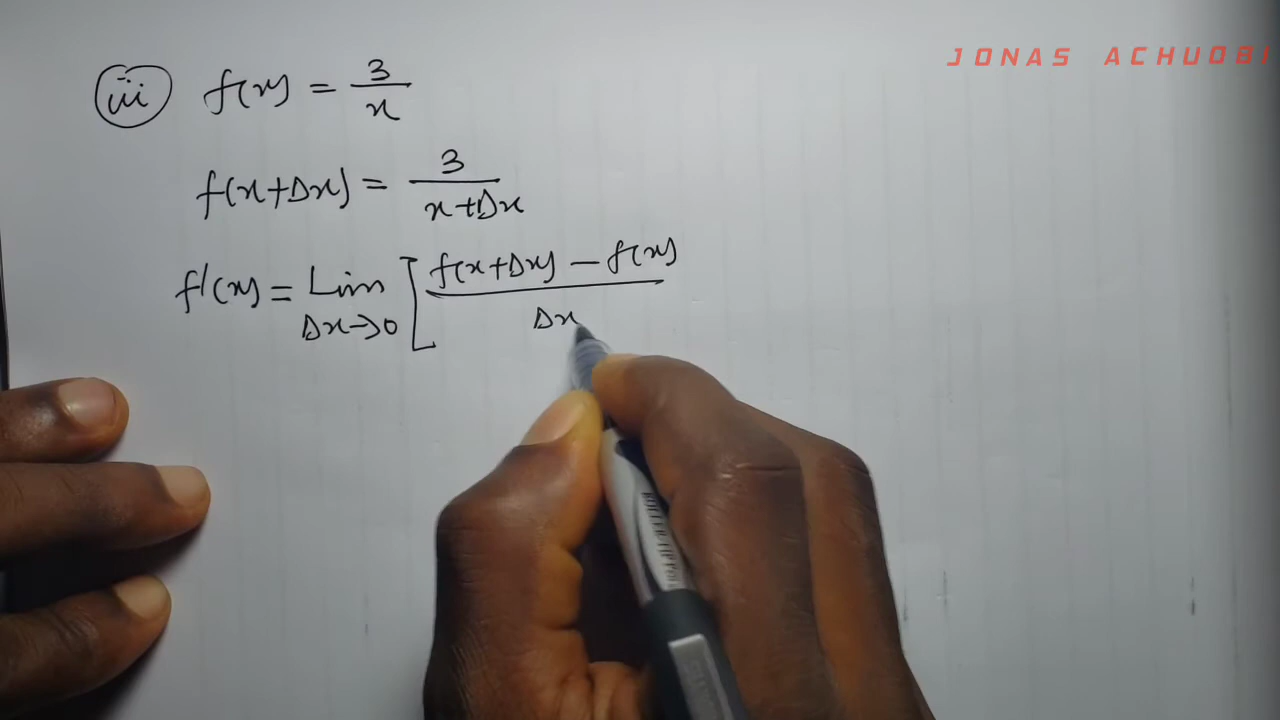 JONAS ACHUOBI
iii f(x) = 3/x
f(x+Δx) = 3/(x+Δx)
f'(x) = Lim Δx→0 [ (f(x+Δx) − f(x))/Δx